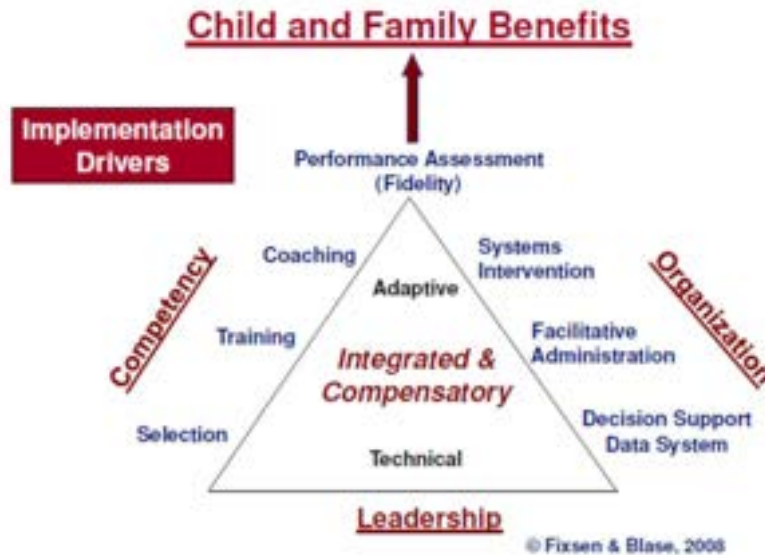 Child and Family Benefits
Implementation
Drivers
Performance Assessment
(Fidelity)
Coaching
Training
Selection
Competency
Systems
Intervention
Facilitative
Administration
Decision Support
Data System
Organization
Adaptive
Integrated &
Compensatory
Technical
Leadership
© Fixsen & Blase, 2008